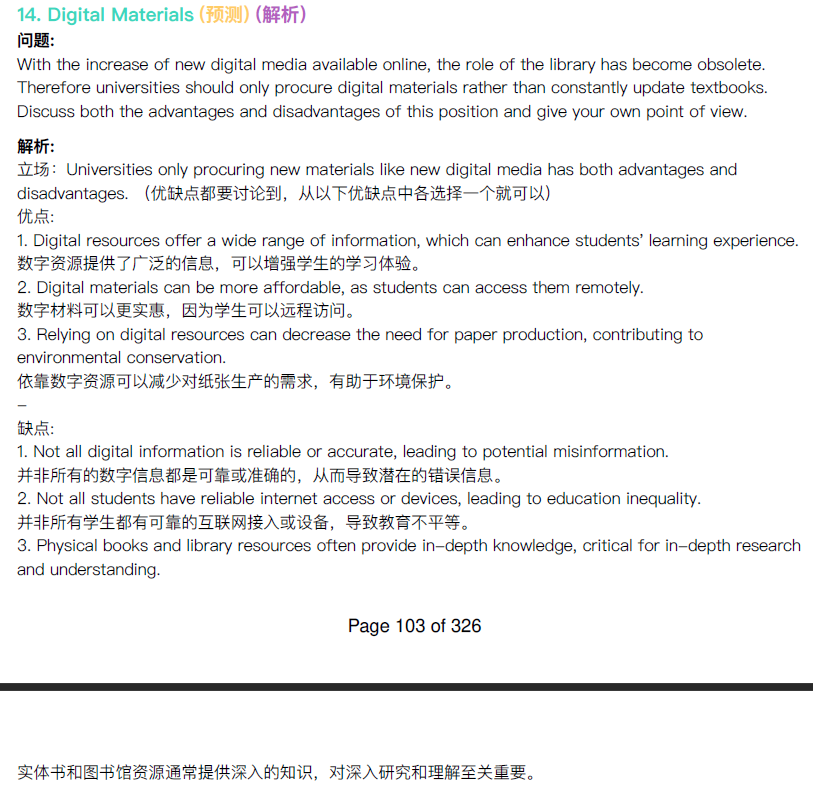 14. Digital Materials (预测) (解析)
问题:
With the increase of new digital media available online, the role of the library has become obsolete.
Therefore universities should only procure digital materials rather than constantly update textbooks.
Discuss both the advantages and disadvantages of this position and give your own point of view.
解析:
立场：Universities only procuring new materials like new digital media has both advantages and
disadvantages. （优缺点都要讨论到，从以下优缺点中各选择一个就可以）
优点:
1. Digital resources offer a wide range of information, which can enhance students’ learning experience.
数字资源提供了广泛的信息，可以增强学生的学习体验。
2. Digital materials can be more affordable, as students can access them remotely.
数字材料可以更实惠，因为学生可以远程访问。
3. Relying on digital resources can decrease the need for paper production, contributing to
environmental conservation.
依靠数字资源可以减少对纸张生产的需求，有助于环境保护。
–
缺点:
1. Not all digital information is reliable or accurate, leading to potential misinformation.
并非所有的数字信息都是可靠或准确的，从而导致潜在的错误信息。
2. Not all students have reliable internet access or devices, leading to education inequality.
并非所有学生都有可靠的互联网接入或设备，导致教育不平等。
3. Physical books and library resources often provide in–depth knowledge, critical for in–depth research
and understanding.
Page 103 of 326
实体书和图书馆资源通常提供深入的知识，对深入研究和理解至关重要。